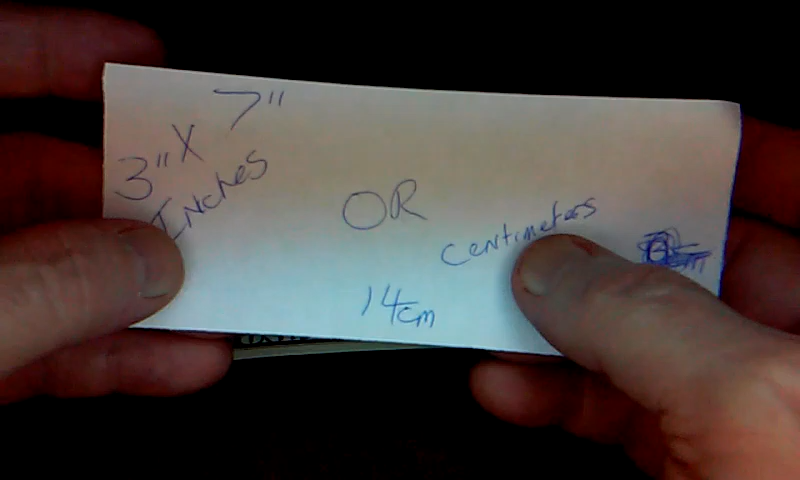 3" X 7"
Inches
OR
centimeters
14cm